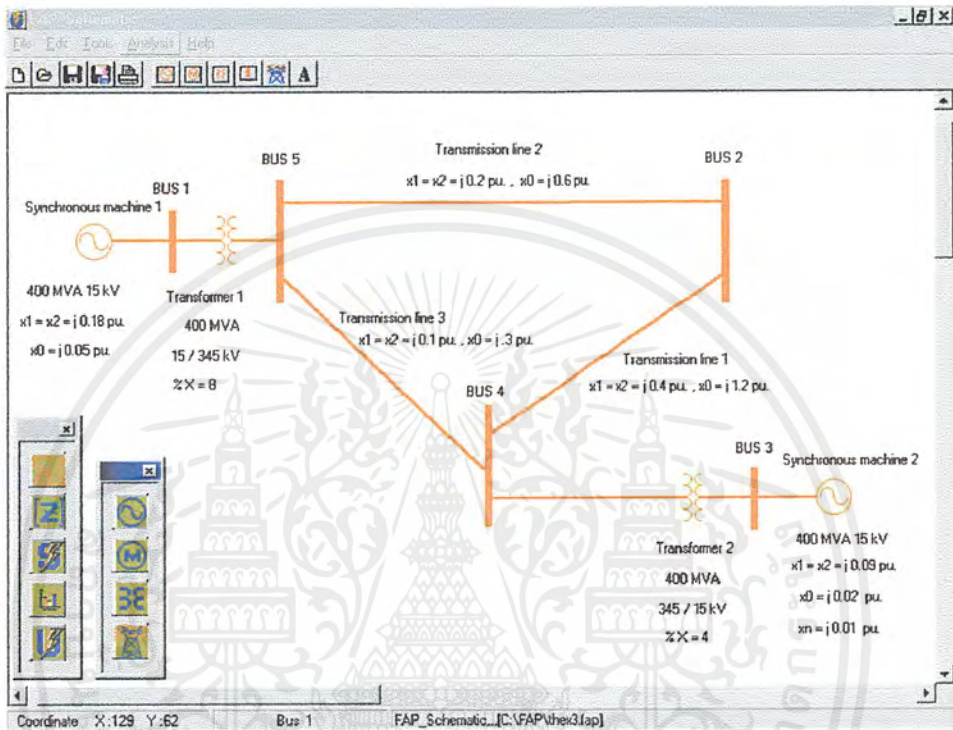 FAP_Schematic
File Edit Tools Analysis Help
A
BUS 5
Transmission line 2
x1 = x2 = j 0.2 pu. , x0 = j 0.6 pu.
BUS 2
BUS 1
Synchronous machine 1
400 MVA 15 kV
x1 = x2 = j 0.18 pu.
x0 = j 0.05 pu.
Transformer 1
400 MVA
15 / 345 kV
%X = 8
Transmission line 3
x1 = x2 = j 0.1 pu. , x0 = j .3 pu.
Transmission line 1
x1 = x2 = j 0.4 pu. , x0 = j 1.2 pu.
BUS 4
BUS 3
Synchronous machine 2
400 MVA 15 kV
x1 = x2 = j 0.09 pu.
x0 = j 0.02 pu.
xn = j 0.01 pu.
Transformer 2
400 MVA
345 / 15 kV
%X = 4
Z
M
Coordinate X :129 Y :62 Bus 1 FAP_Schematic...[C:\FAP\thex3.fap]